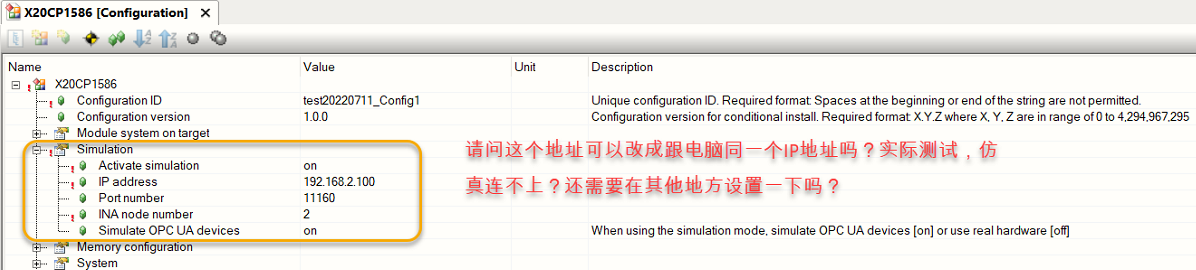 X20CP1586 [Configuration] ×
Name Value Unit Description
X20CP1586
Configuration ID test20220711_Config1 Unique configuration ID. Required format: Spaces at the beginning or end of the string are not permitted.
Configuration version 1.0.0 Configuration version for conditional install. Required format: X.Y.Z where X, Y, Z are in range of 0 to 4,294,967,295
Module system on target
Simulation
请问这个地址可以改成跟电脑同一个IP地址吗？实际测试，仿
Activate simulation on
IP address 192.168.2.100
真连不上？还需要在其他地方设置一下吗？
Port number 11160
INA node number 2
Simulate OPC UA devices on When using the simulation mode, simulate OPC UA devices [on] or use real hardware [off]
Memory configuration
System